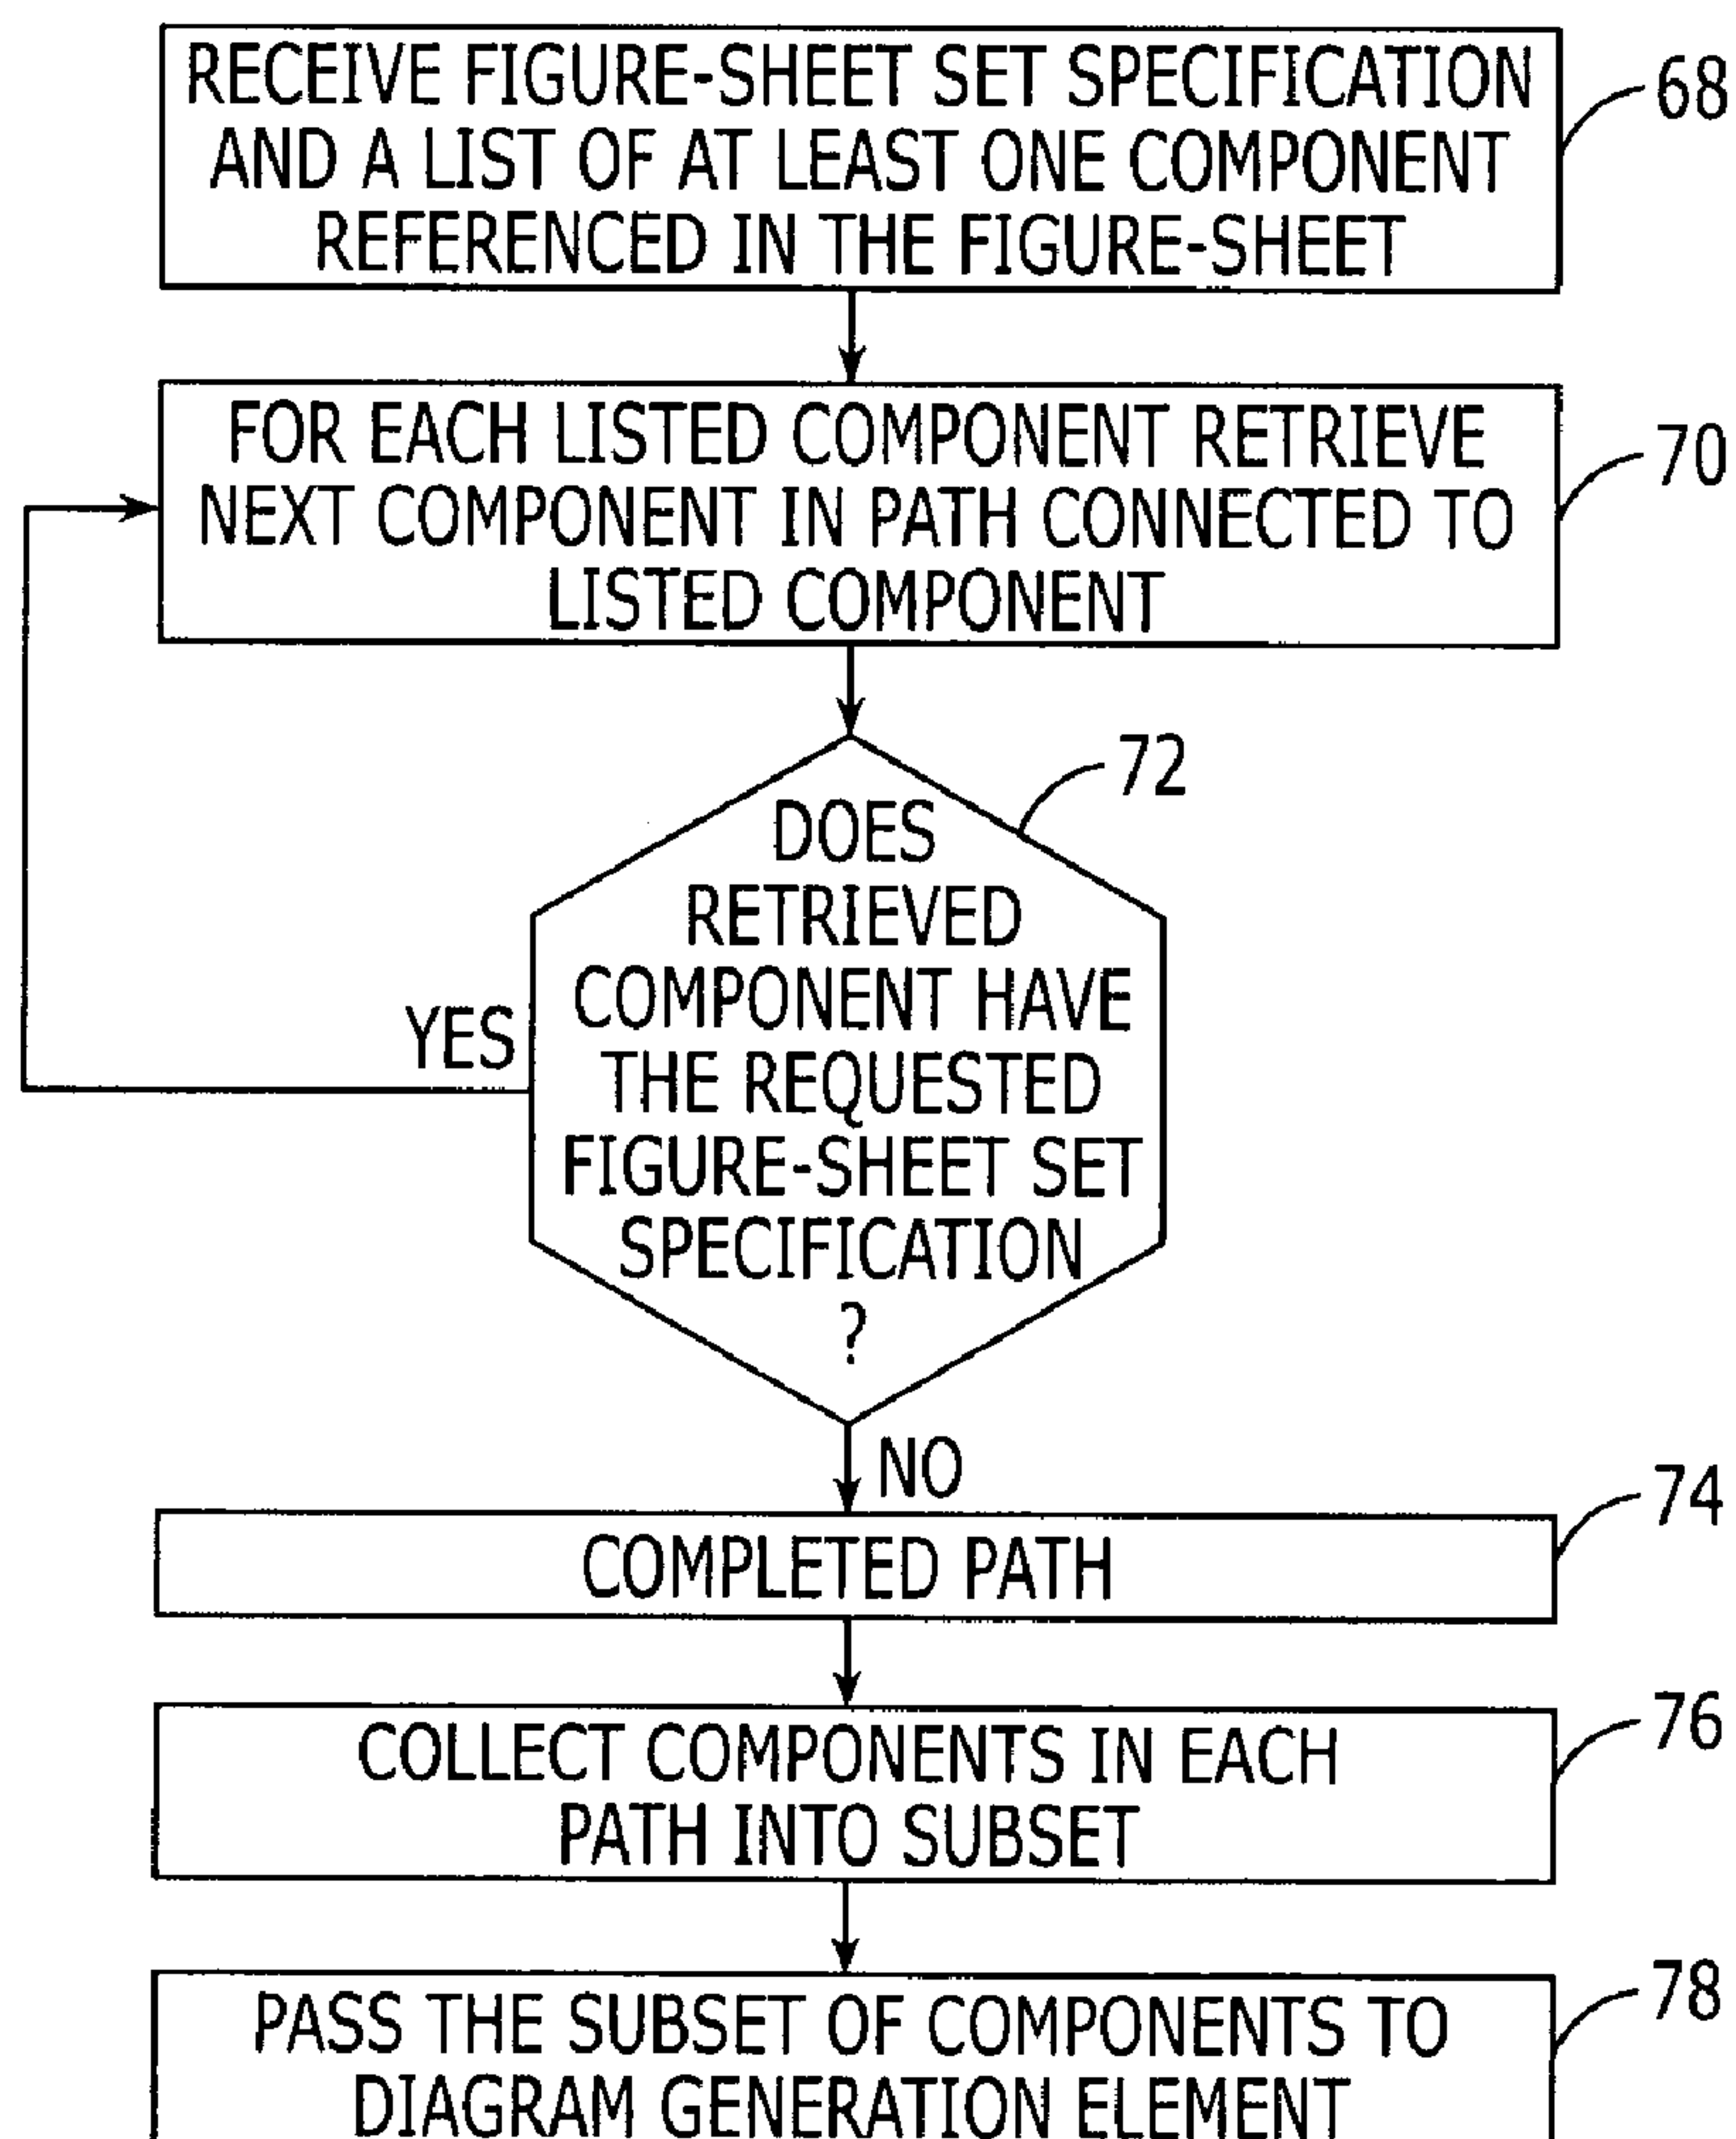 RECEIVE FIGURE-SHEET SET SPECIFICATION
AND A LIST OF AT LEAST ONE COMPONENT
REFERENCED IN THE FIGURE-SHEET
68
FOR EACH LISTED COMPONENT RETRIEVE
NEXT COMPONENT IN PATH CONNECTED TO
LISTED COMPONENT
70
72
DOES
RETRIEVED
COMPONENT HAVE
THE REQUESTED
FIGURE-SHEET SET
SPECIFICATION
?
YES
NO
COMPLETED PATH
74
COLLECT COMPONENTS IN EACH
PATH INTO SUBSET
76
PASS THE SUBSET OF COMPONENTS TO
DIAGRAM GENERATION ELEMENT
78